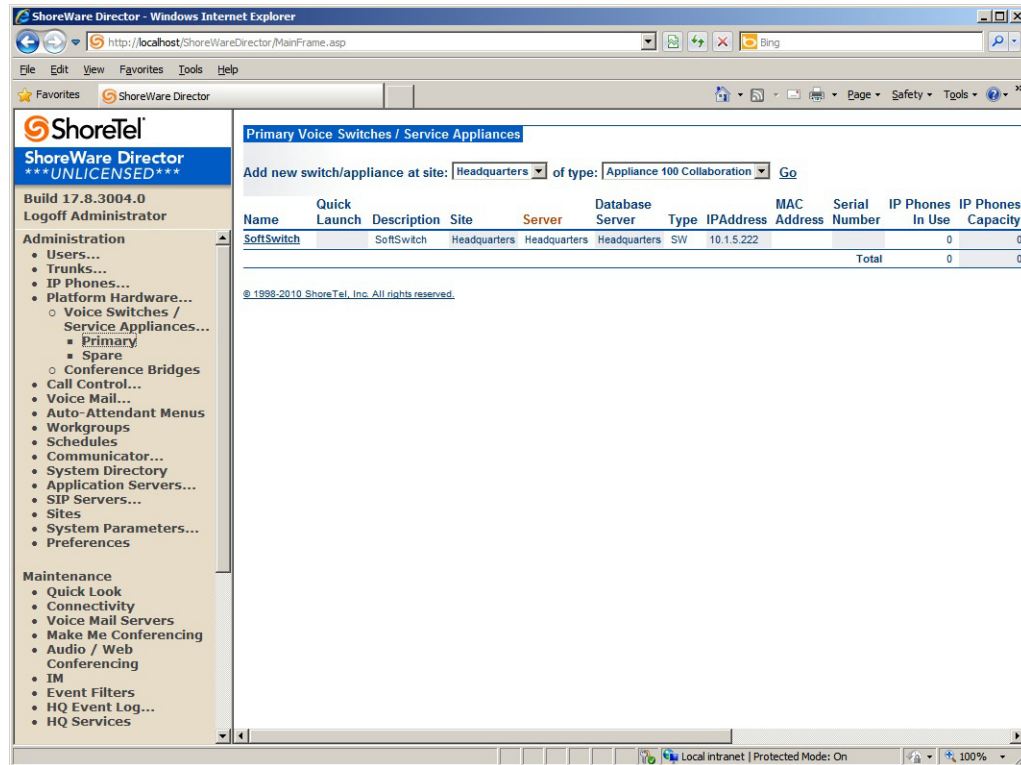 ShoreWare Director - Windows Internet Explorer
http://localhost/ShoreWareDirector/MainFrame.asp
Bing
File Edit View Favorites Tools Help
Favorites
ShoreWare Director
Page
Safety
Tools
ShoreTel
ShoreWare Director
***UNLICENSED***
Build 17.8.3004.0
Logoff Administrator
Administration
Users...
Trunks...
IP Phones...
Platform Hardware...
Voice Switches /
Service Appliances...
Primary
Spare
Conference Bridges
Call Control...
Voice Mail...
Auto-Attendant Menus
Workgroups
Schedules
Communicator...
System Directory
Application Servers...
SIP Servers...
Sites
System Parameters...
Preferences
Maintenance
Quick Look
Connectivity
Voice Mail Servers
Make Me Conferencing
Audio / Web
Conferencing
IM
Event Filters
HQ Event Log...
HQ Services
Primary Voice Switches / Service Appliances
Add new switch/appliance at site: Headquarters of type: Appliance 100 Collaboration Go
Name Quick Launch Description Site Server Database Server Type IPAddress MAC Address Serial Number IP Phones In Use IP Phones Capacity
SoftSwitch SoftSwitch Headquarters Headquarters Headquarters SW 10.1.5.222 0 0
Total 0 0
© 1998-2010 ShoreTel, Inc. All rights reserved.
Local intranet | Protected Mode: On
100%